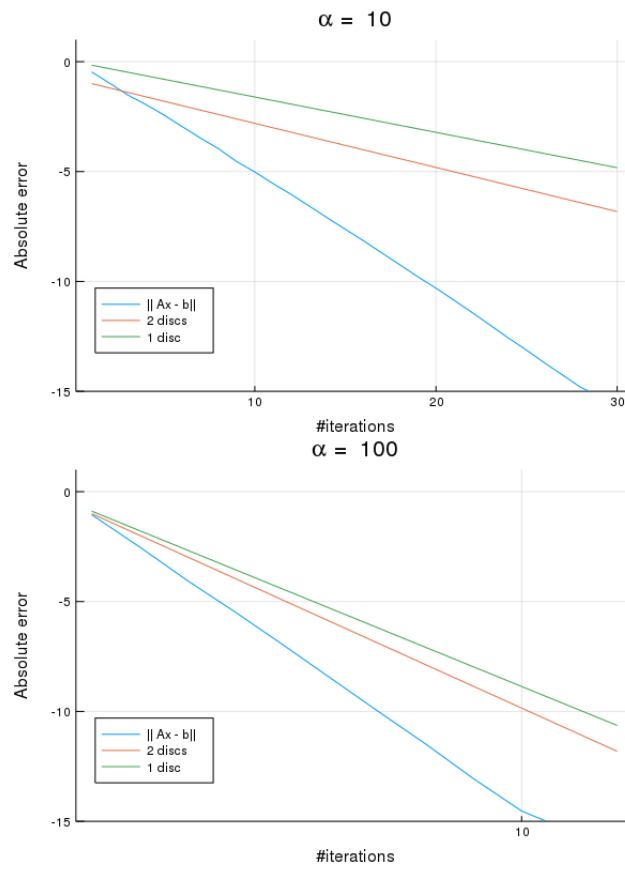 α = 10
0
-5
-10
-15
Absolute error
|| Ax - b||
2 discs
1 disc
10
20
30
#iterations
α = 100
0
-5
-10
-15
Absolute error
|| Ax - b||
2 discs
1 disc
10
#iterations